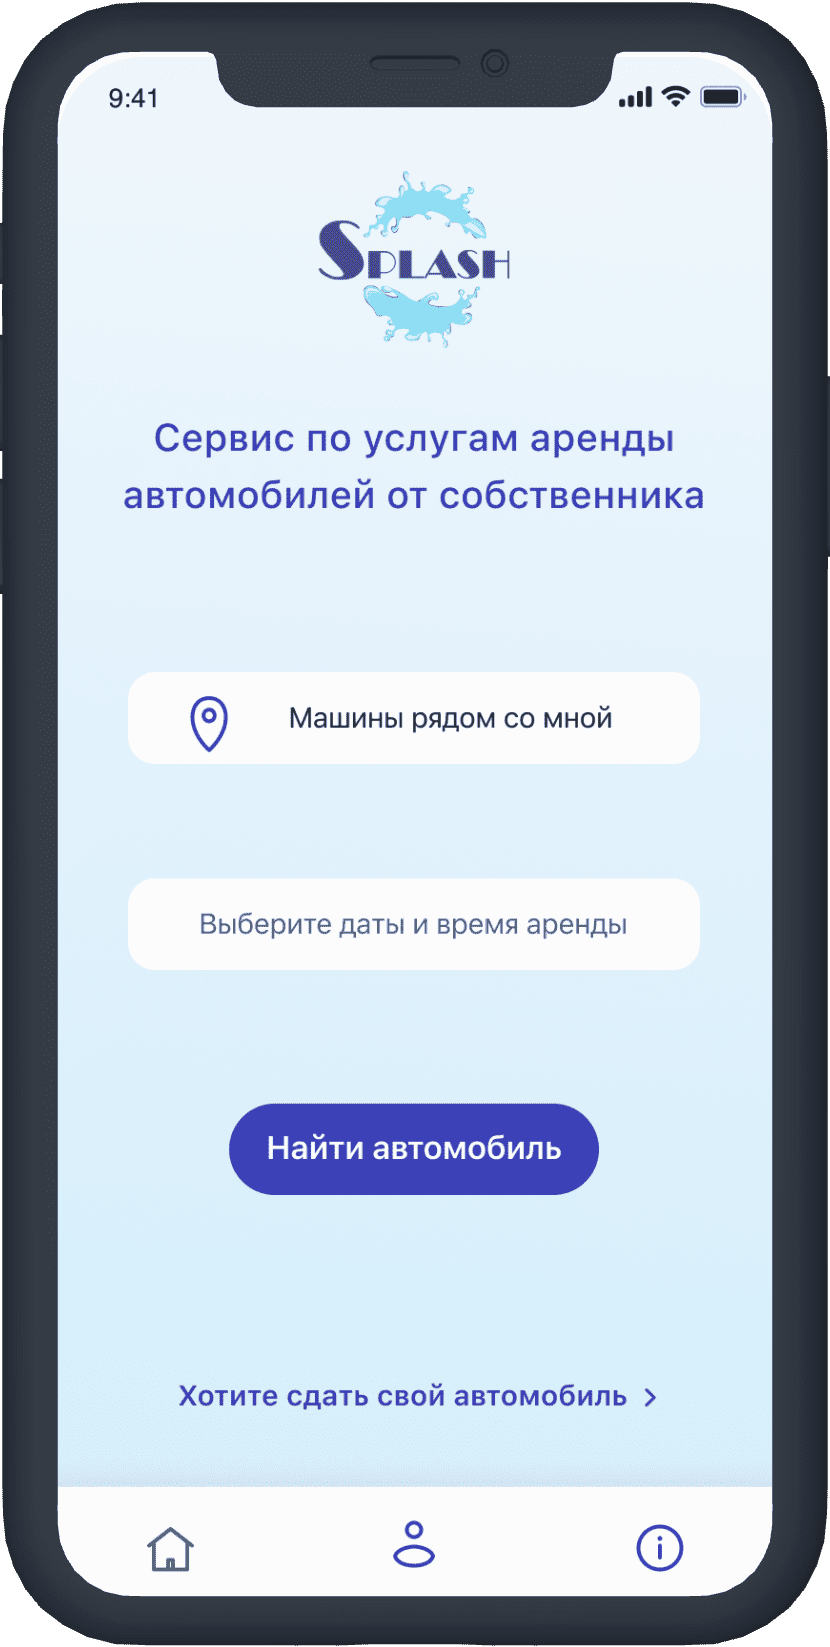 9:41
SPLASH
Сервис по услугам аренды
автомобилей от собственника
Машины рядом со мной
Выберите даты и время аренды
Найти автомобиль
Хотите сдать свой автомобиль >